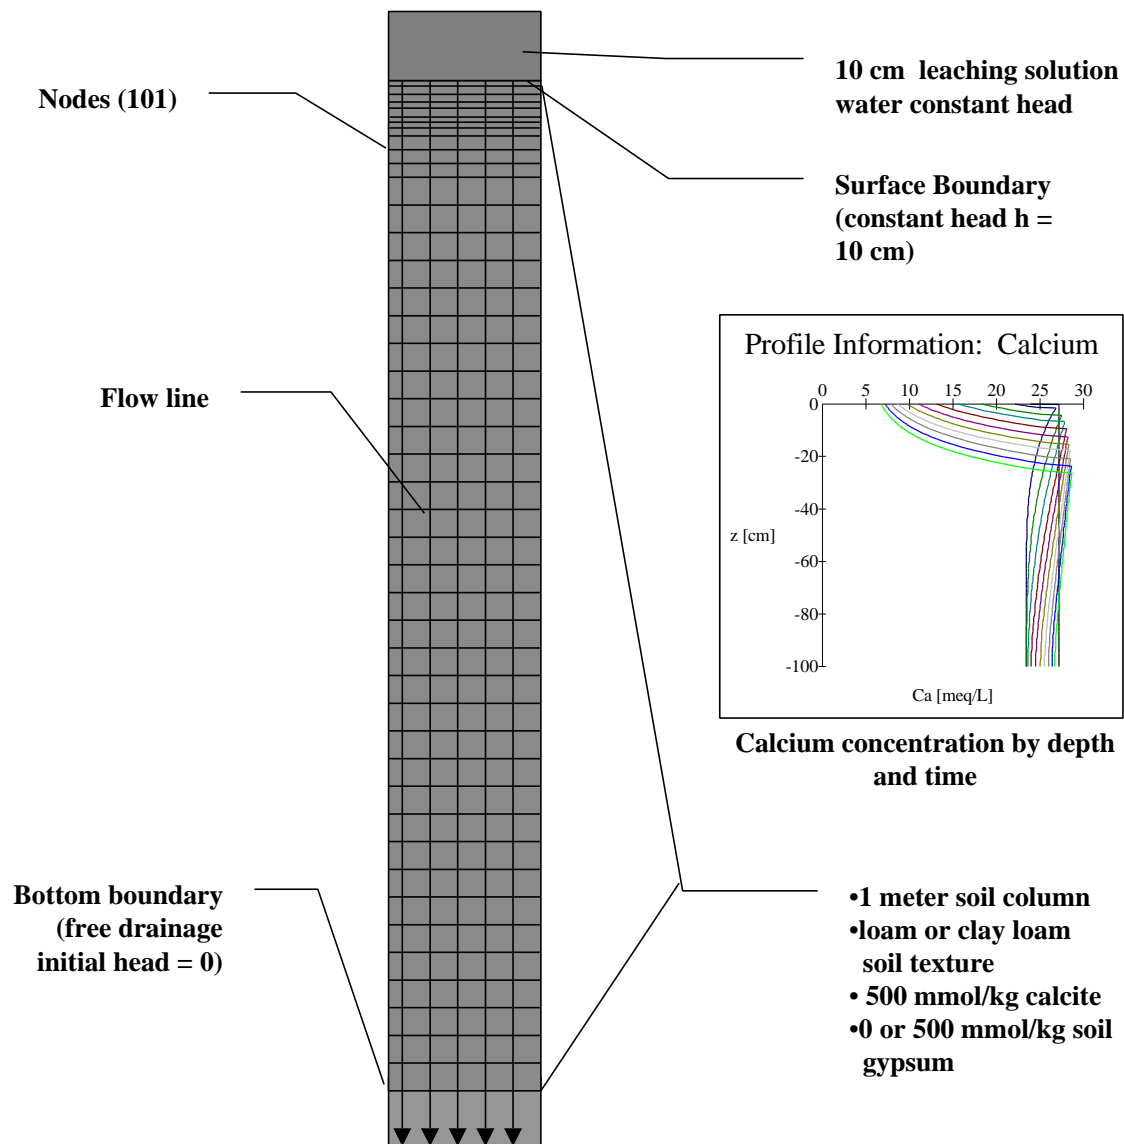 10 cm  leaching solution
water constant head
Nodes (101)
Surface Boundary
(constant head h =
10 cm)
Profile Information:  Calcium
0 5 10 15 20 25 30
0
-20
-40
z [cm]
-60
-80
-100
Ca [meq/L]
Calcium concentration by depth
and time
Flow line
Bottom boundary
(free drainage
initial head = 0)
•1 meter soil column
•loam or clay loam
soil texture
• 500 mmol/kg calcite
•0 or 500 mmol/kg soil
gypsum